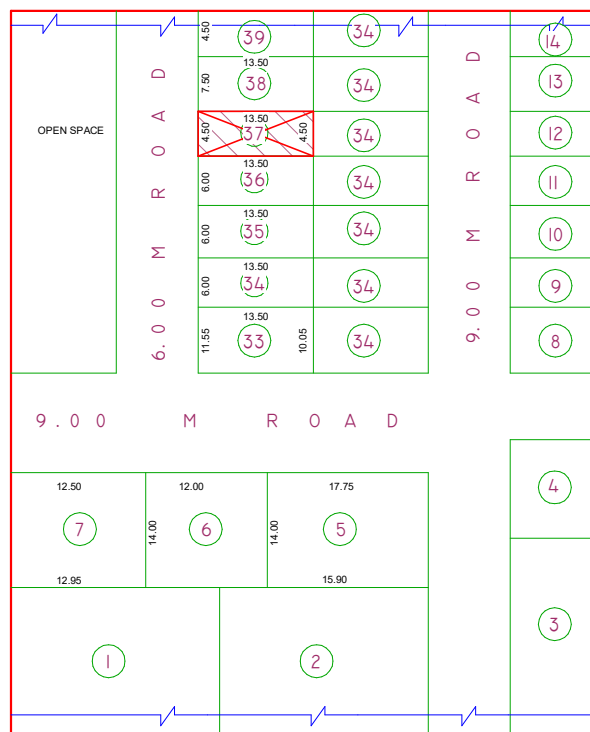 4.50 39 34 14
13.50
7.50 38 34 13
OPEN SPACE 4.50 13.50 37 4.50 34 12
13.50
6.00 36 34 11
13.50
6.00 35 34 10
13.50
6.00 34 34 9
13.50
11.55 33 10.05 34 8
6.00 M ROAD
9.00 M ROAD
9.00 M ROAD
12.50 12.00 17.75
7 14.00 6 14.00 5 4
12.95 15.90
1 2 3